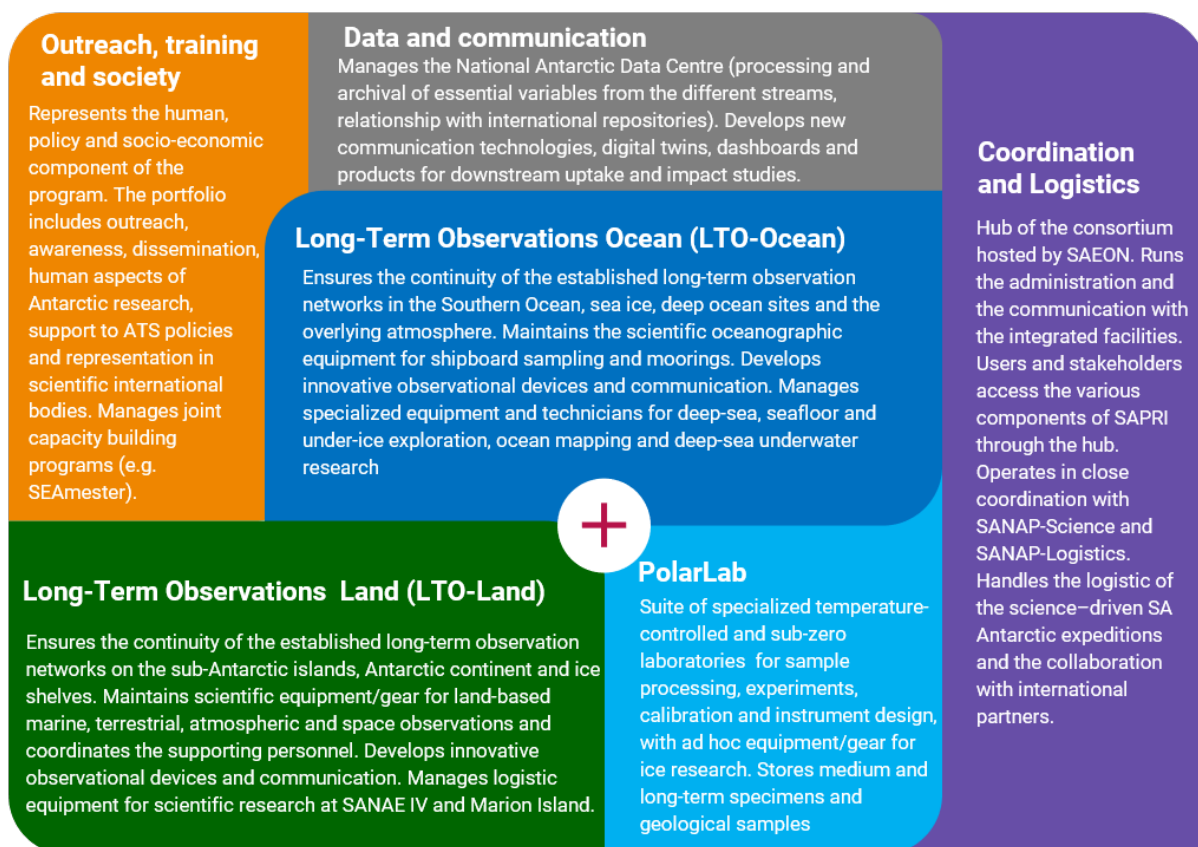 Outreach, training
and society
Represents the human,
policy and socio-economic
component of the
program. The portfolio
includes outreach,
awareness, dissemination,
human aspects of
Antarctic research,
support to ATS policies
and representation in
scientific international
bodies. Manages joint
capacity building
programs (e.g.
SEAmester).
Data and communication
Manages the National Antarctic Data Centre (processing and
archival of essential variables from the different streams,
relationship with international repositories). Develops new
communication technologies, digital twins, dashboards and
products for downstream uptake and impact studies.
Long-Term Observations Ocean (LTO-Ocean)
Ensures the continuity of the established long-term observation
networks in the Southern Ocean, sea ice, deep ocean sites and the
overlying atmosphere. Maintains the scientific oceanographic
equipment for shipboard sampling and moorings. Develops
innovative observational devices and communication. Manages
specialized equipment and technicians for deep-sea, seafloor and
under-ice exploration, ocean mapping and deep-sea underwater
research
Coordination
and Logistics
Hub of the consortium
hosted by SAEON. Runs
the administration and
the communication with
the integrated facilities.
Users and stakeholders
access the various
components of SAPRI
through the hub.
Operates in close
coordination with
SANAP-Science and
SANAP-Logistics.
Handles the logistic of
the science–driven SA
Antarctic expeditions
and the collaboration
with international
partners.
Long-Term Observations Land (LTO-Land)
Ensures the continuity of the established long-term observation
networks on the sub-Antarctic islands, Antarctic continent and ice
shelves. Maintains scientific equipment/gear for land-based
marine, terrestrial, atmospheric and space observations and
coordinates the supporting personnel. Develops innovative
observational devices and communication. Manages logistic
equipment for scientific research at SANAE IV and Marion Island.
PolarLab
Suite of specialized temperature-
controlled and sub-zero
laboratories for sample
processing, experiments,
calibration and instrument design,
with ad hoc equipment/gear for
ice research. Stores medium and
long-term specimens and
geological samples